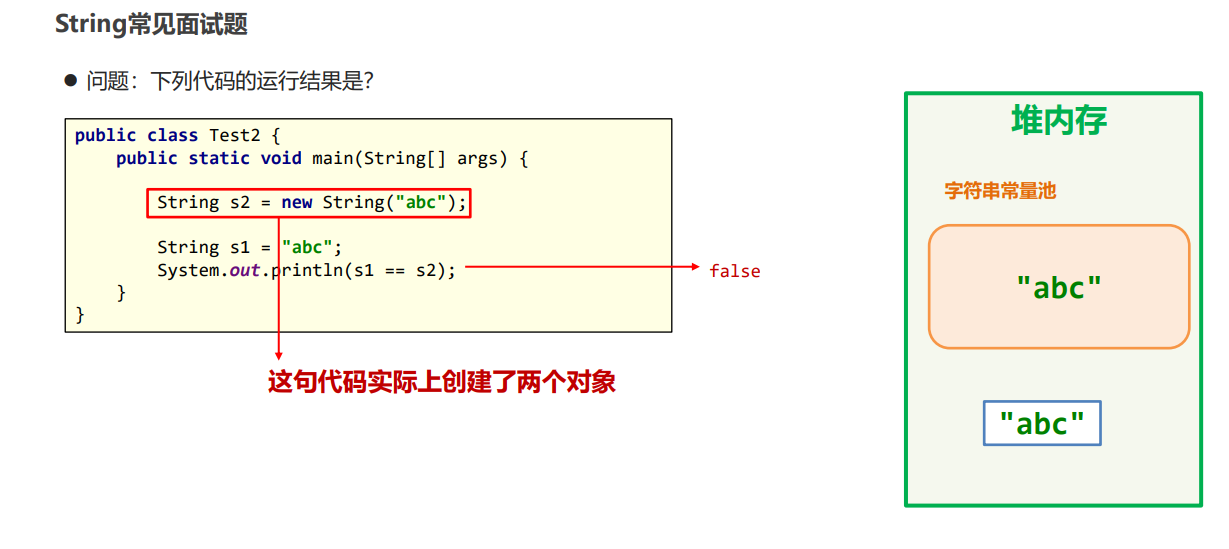 String常见面试题
● 问题：下列代码的运行结果是？
public class Test2 {
    public static void main(String[] args) {
        String s2 = new String("abc");
        String s1 = "abc";
        System.out.println(s1 == s2);
    }
}
false
这句代码实际上创建了两个对象
堆内存
字符串常量池
"abc"
"abc"